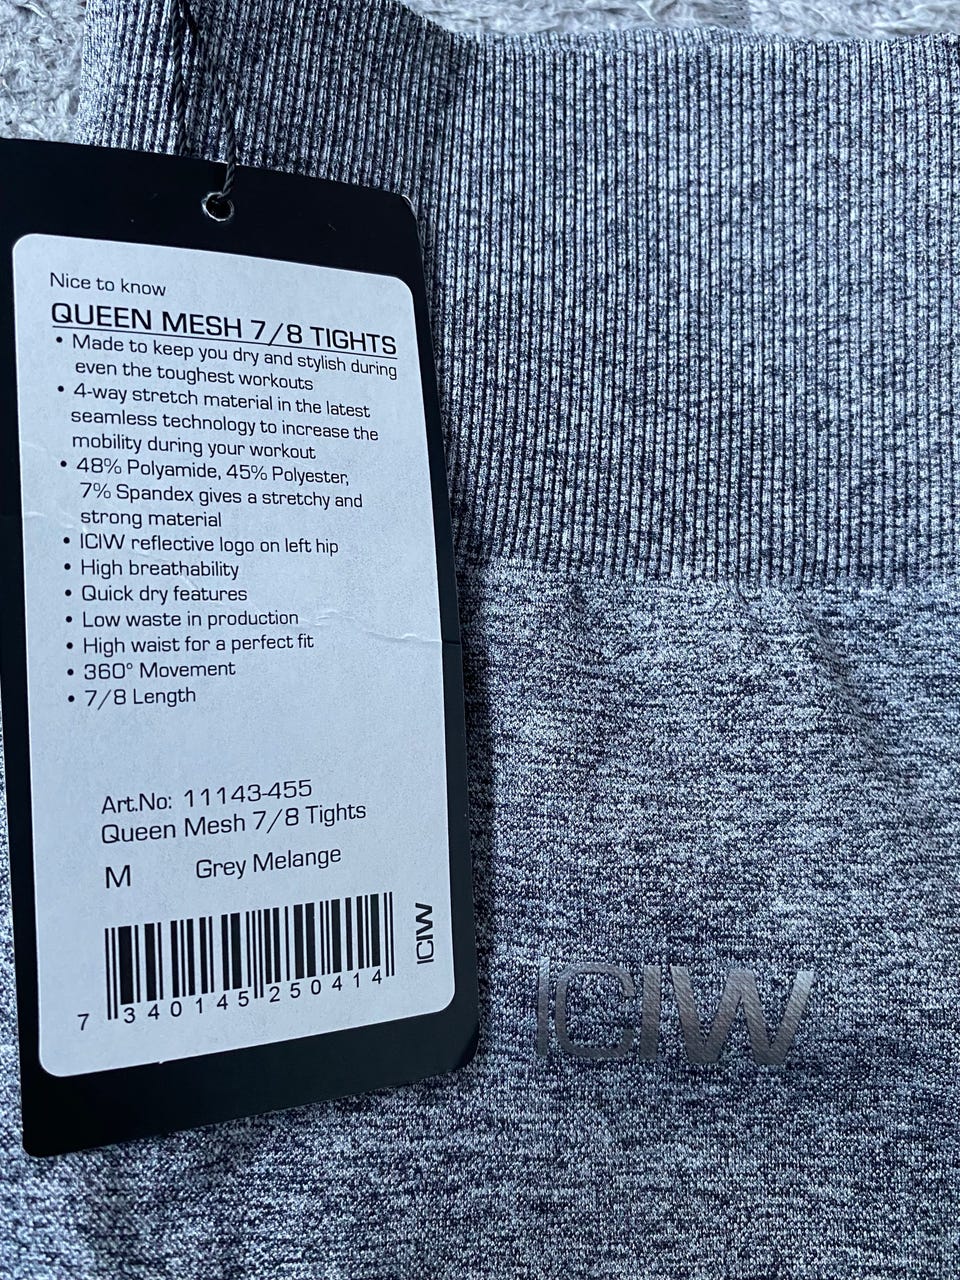 Nice to know
QUEEN MESH 7/8 TIGHTS
• Made to keep you dry and stylish during
even the toughest workouts
• 4-way stretch material in the latest
seamless technology to increase the
mobility during your workout
• 48% Polyamide, 45% Polyester,
7% Spandex gives a stretchy and
strong material
• ICIW reflective logo on left hip
• High breathability
• Quick dry features
• Low waste in production
• High waist for a perfect fit
• 360° Movement
• 7/8 Length
Art.No: 11143-455
Queen Mesh 7/8 Tights
M Grey Melange
7 340145 250414
ICIW
ICIW